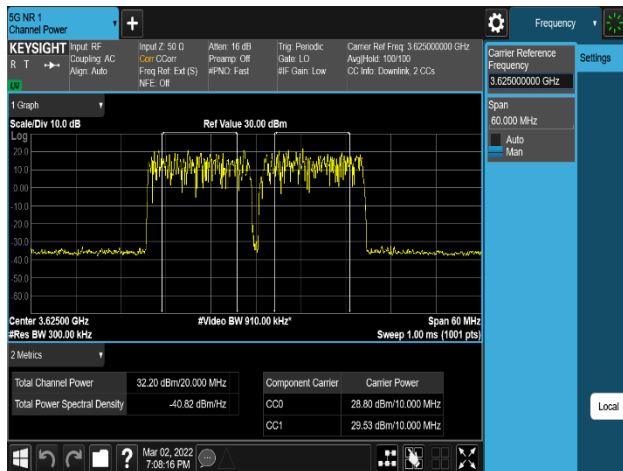 5G NR 1
Channel Power
Frequency
KEYSIGHT
Input: RF
Coupling: AC
Align: Auto
R T
LNI
Input Z: 50 Ω
Corr CCorr
Freq Ref: Ext (S)
NFE: Off
Atten: 16 dB
Preamp: Off
#PNO: Fast
Trig: Periodic
Gate: LO
#IF Gain: Low
Carrier Ref Freq: 3.625000000 GHz
Avg|Hold: 100/100
CC Info: Downlink, 2 CCs
Carrier Reference
Frequency
3.625000000 GHz
Settings
Span
60.000 MHz
Auto
Man
1 Graph
Scale/Div 10.0 dB
Ref Value 30.00 dBm
Log
20.0
10.0
0.00
-10.0
-20.0
-30.0
-40.0
-50.0
-60.0
Center 3.62500 GHz
#Video BW 910.00 kHz*
Span 60 MHz
#Res BW 300.00 kHz
Sweep 1.00 ms (1001 pts)
2 Metrics
Total Channel Power
32.20 dBm/20.000 MHz
Total Power Spectral Density
-40.82 dBm/Hz
Component Carrier
Carrier Power
CC0
28.80 dBm/10.000 MHz
CC1
29.53 dBm/10.000 MHz
Local
?
Mar 02, 2022
7:08:16 PM